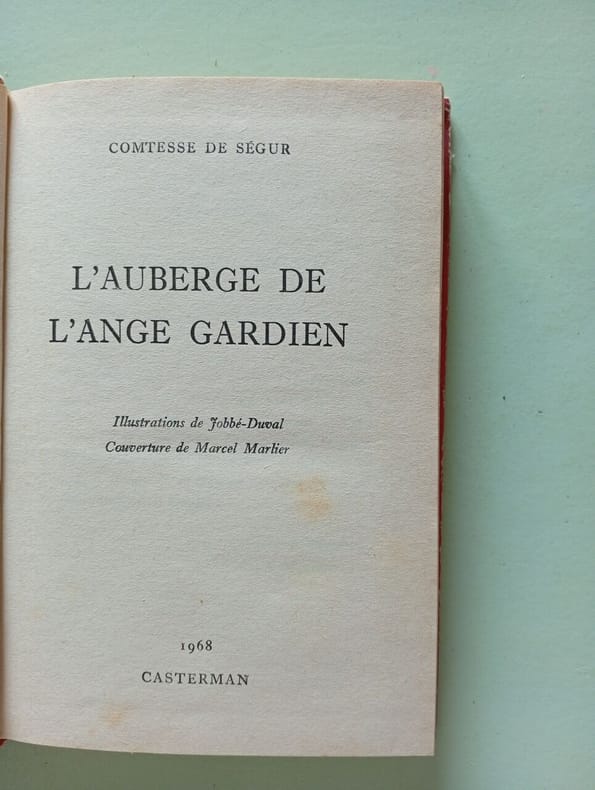 COMTESSE DE SÉGUR
L'AUBERGE DE
L'ANGE GARDIEN
Illustrations de Jobbé-Duval
Couverture de Marcel Marlier
1968
CASTERMAN